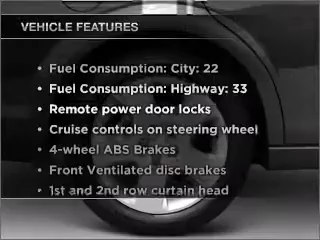 VEHICLE FEATURES
• Fuel Consumption: City: 22
• Fuel Consumption: Highway: 33
• Remote power door locks
• Cruise controls on steering wheel
• 4-wheel ABS Brakes
• Front Ventilated disc brakes
• 1st and 2nd row curtain head